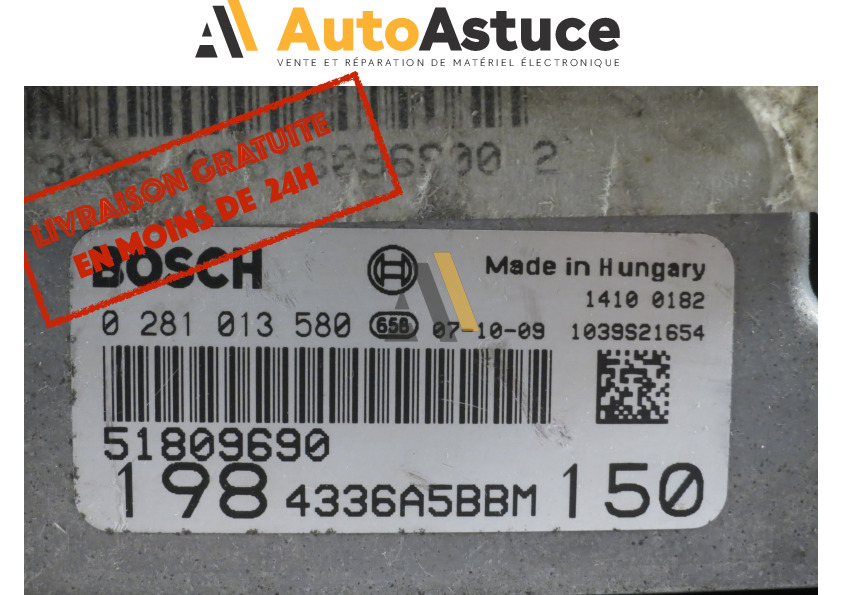 AutoAstuce
VENTE ET RÉPARATION DE MATÉRIEL ÉLECTRONIQUE
LIVRAISON GRATUITE
EN MOINS DE 24H
BOSCH
Made in Hungary
1410 0182
0 281 013 580 656 07-10-09 1039S21654
51809690
198 4336A5BBM 150